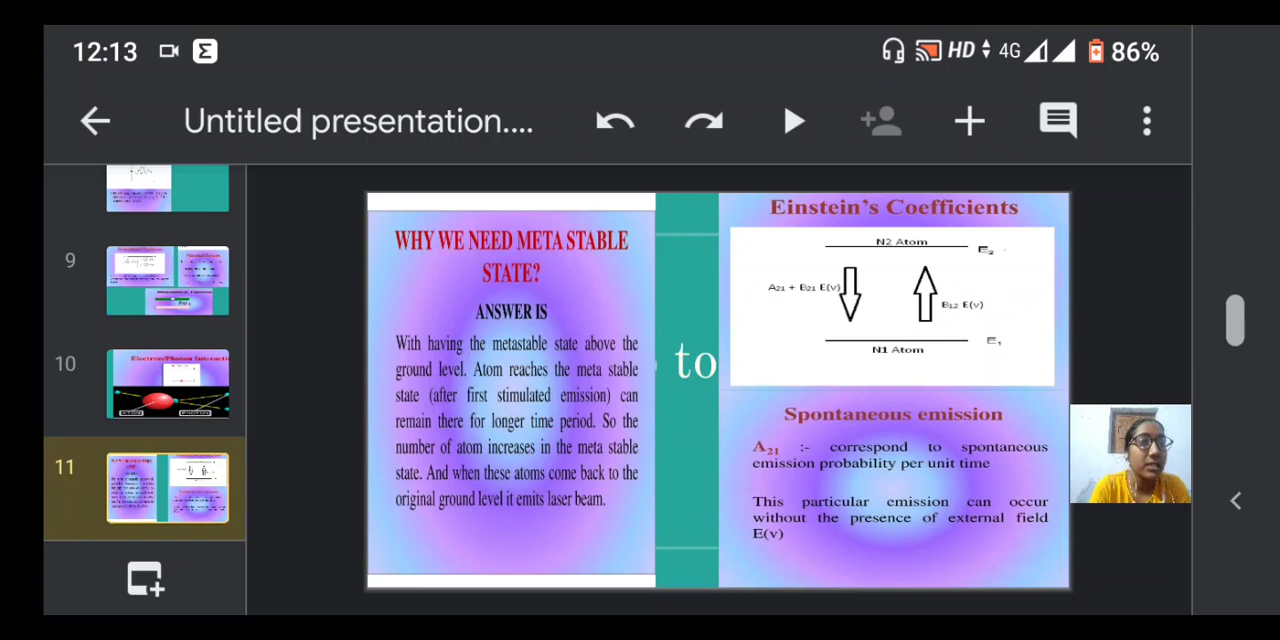 12:13
HD 4G 86%
Untitled presentation....
9
10
Electron/Photon Interacti
11
WHY WE NEED META STABLE
STATE?
ANSWER IS
With having the metastable state above the
ground level. Atom reaches the meta stable
state (after first stimulated emission) can
remain there for longer time period. So the
number of atom increases in the meta stable
state. And when these atoms come back to the
original ground level it emits laser beam.
to
Einstein's Coefficients
N2 Atom
E₂
A₂₁ + B₂₁ E(v)
B₁₂ E(v)
E₁
N1 Atom
Spontaneous emission
A₂₁ :- correspond to spontaneous
emission probability per unit time
This particular emission can occur
without the presence of external field
E(v)